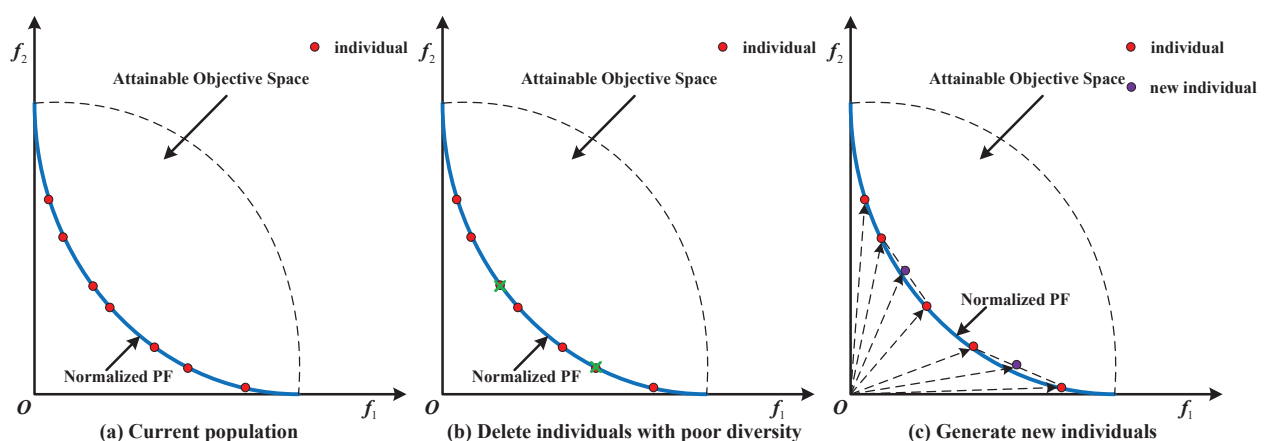 f2
individual
Attainable Objective Space
Normalized PF
O
f1
(a) Current population
f2
individual
Attainable Objective Space
Normalized PF
O
f1
(b) Delete individuals with poor diversity
f2
individual
Attainable Objective Space
new individual
Normalized PF
O
f1
(c) Generate new individuals